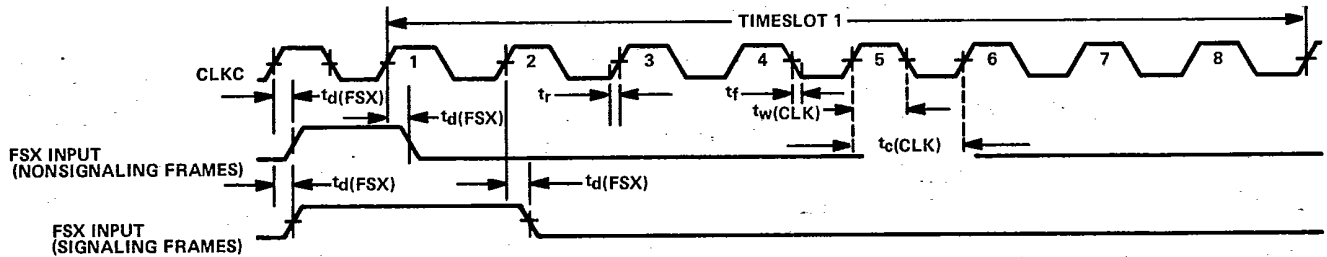 TIMESLOT 1
CLKC
1 2 3 4 5 6 7 8
td(FSX)
td(FSX)
tr
tf
tw(CLK)
tc(CLK)
FSX INPUT
(NONSIGNALING FRAMES)
td(FSX)
td(FSX)
FSX INPUT
(SIGNALING FRAMES)